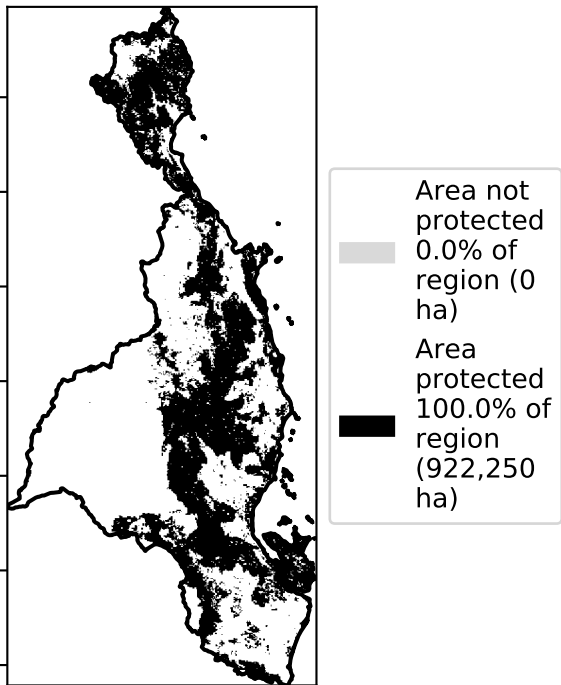 Area not
protected
0.0% of
region (0
ha)
Area
protected
100.0% of
region
(922,250
ha)